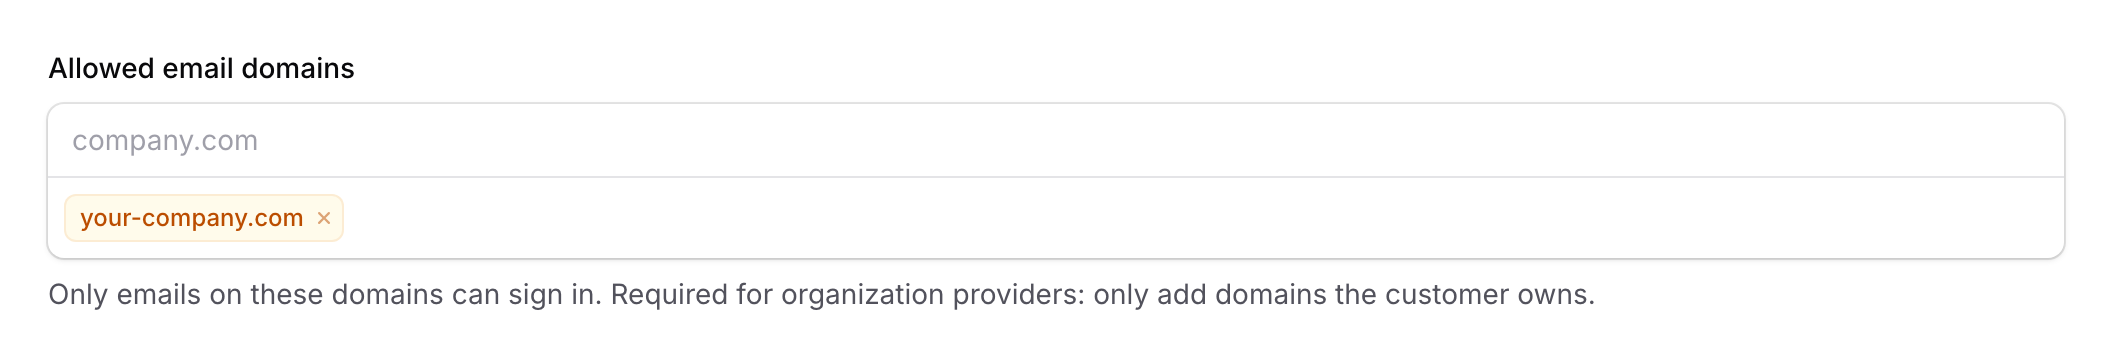 Allowed email domains
company.com
your-company.com ×
Only emails on these domains can sign in. Required for organization providers: only add domains the customer owns.